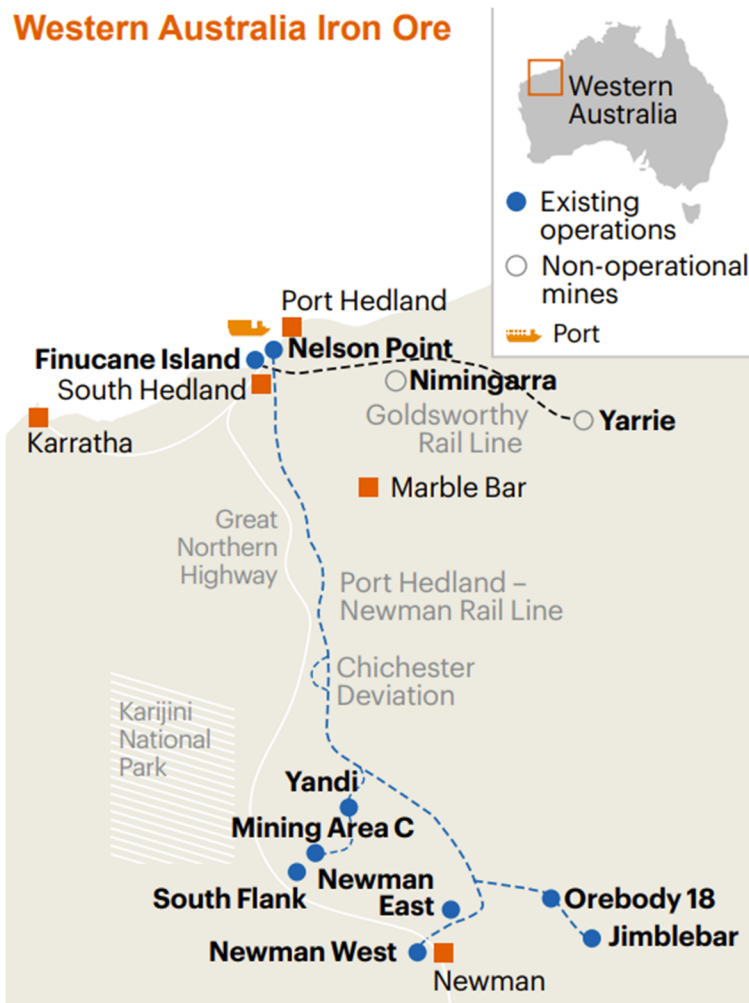 Western Australia Iron Ore
Western
Australia
Existing
operations
Non-operational
mines
Port
Port Hedland
Nelson Point
Finucane Island
South Hedland
Nimingarra
Goldsworthy
Rail Line
Yarrie
Karratha
Marble Bar
Great
Northern
Highway
Port Hedland –
Newman Rail Line
Chichester
Deviation
Karijini
National
Park
Yandi
Mining Area C
South Flank
Newman
East
Orebody 18
Jimblebar
Newman West
Newman